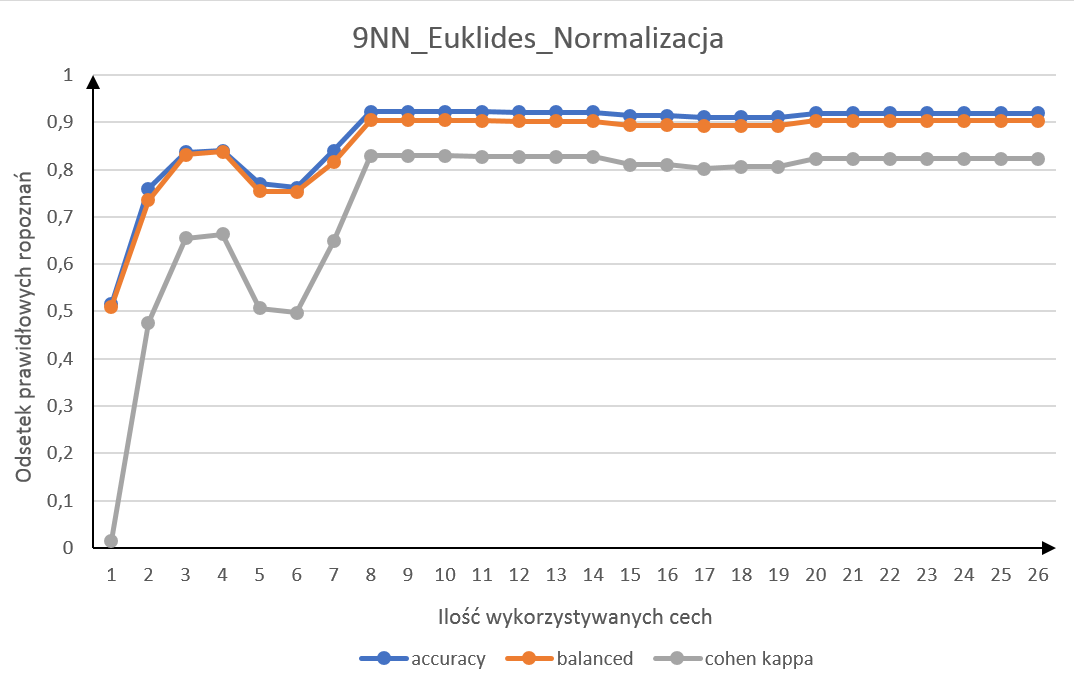 9NN_Euklides_Normalizacja
Odsetek prawidłowych ropoznań
1
0,9
0,8
0,7
0,6
0,5
0,4
0,3
0,2
0,1
0
1 2 3 4 5 6 7 8 9 10 11 12 13 14 15 16 17 18 19 20 21 22 23 24 25 26
Ilość wykorzystywanych cech
accuracy balanced cohen kappa